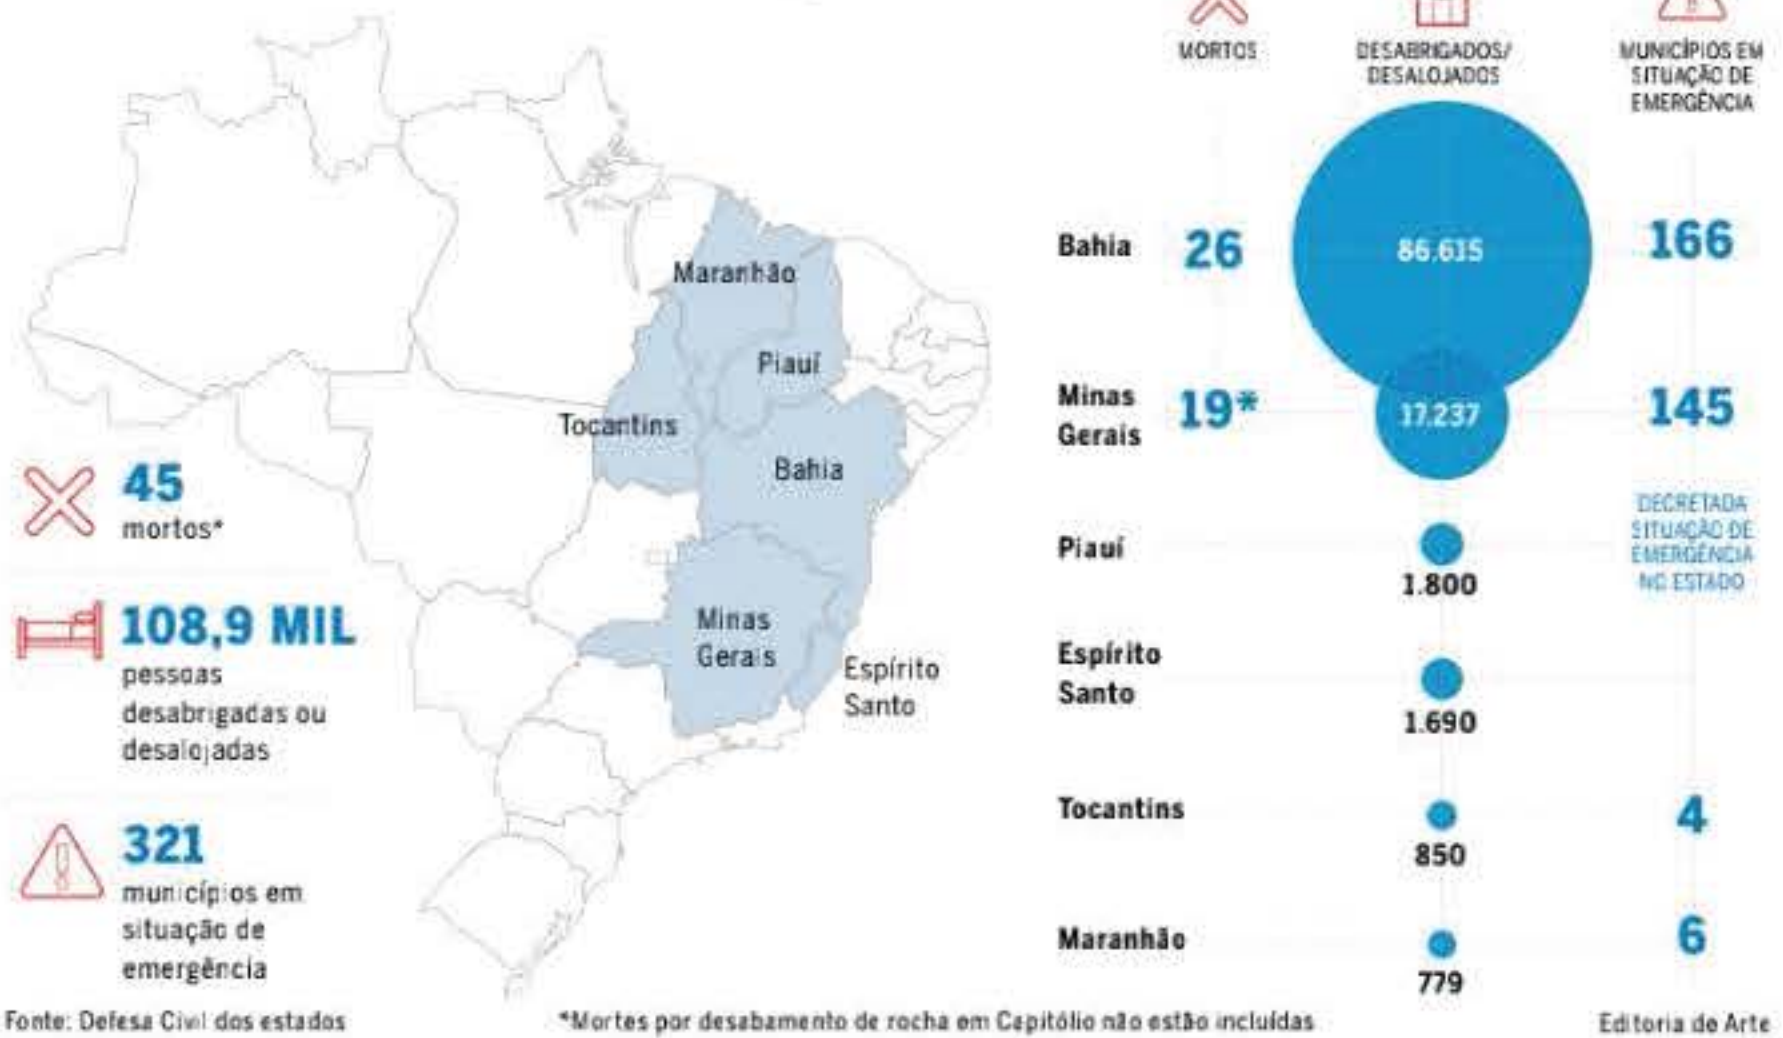 MORTOS
DESABRIGADOS/
DESALOJADOS
MUNICÍPIOS EM
SITUAÇÃO DE
EMERGÊNCIA
Maranhão
Piauí
Tocantins
Bahia
Minas
Gerais
Espírito
Santo
45
mortos*
108,9 MIL
pessoas
desabrigadas ou
desalojadas
321
municípios em
situação de
emergência
Bahia
26
86.615
166
Minas
Gerais
19*
17.237
145
Piauí
1.800
DECRETADA
SITUAÇÃO DE
EMERGÊNCIA
NO ESTADO
Espírito
Santo
1.690
Tocantins
850
4
Maranhão
779
6
Fonte: Defesa Civil dos estados
*Mortes por desabamento de rocha em Capitólio não estão incluídas
Editoria de Arte